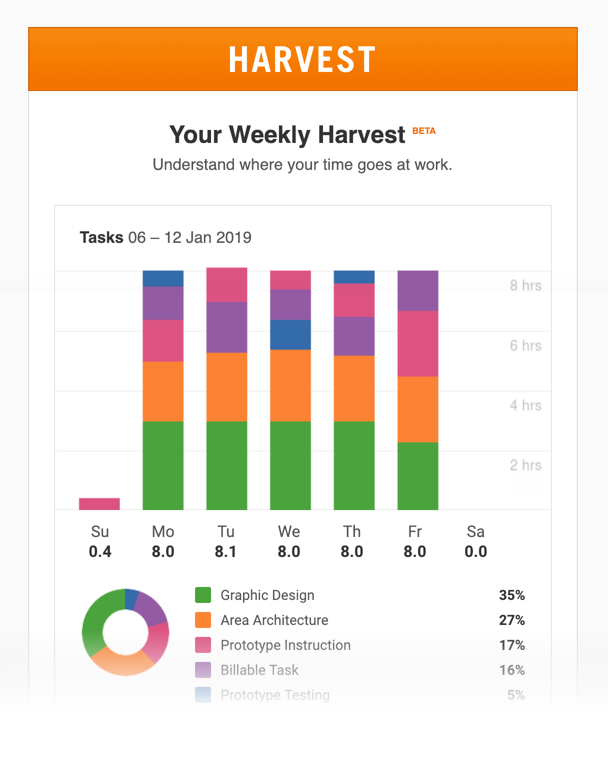 HARVEST
Your Weekly Harvest BETA
Understand where your time goes at work.
Tasks 06 – 12 Jan 2019
8 hrs
6 hrs
4 hrs
2 hrs
Su Mo Tu We Th Fr Sa
0.4 8.0 8.1 8.0 8.0 8.0 0.0
Graphic Design 35%
Area Architecture 27%
Prototype Instruction 17%
Billable Task 16%
Prototype Testing 5%